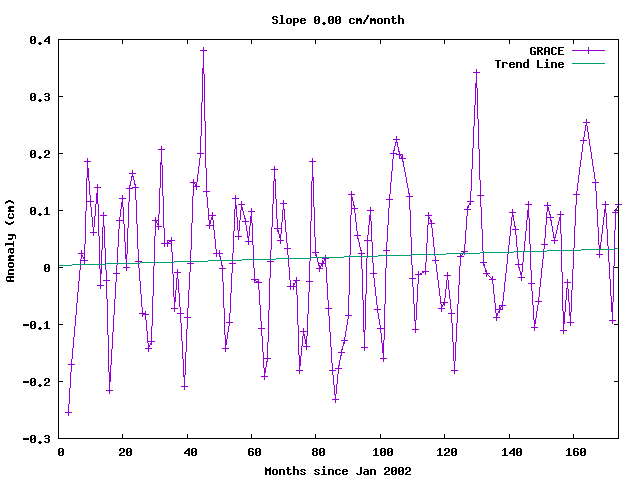 Slope 0.00 cm/month
GRACE
Trend Line
0.4
0.3
0.2
0.1
0
-0.1
-0.2
-0.3
Anomaly (cm)
0 20 40 60 80 100 120 140 160
Months since Jan 2002